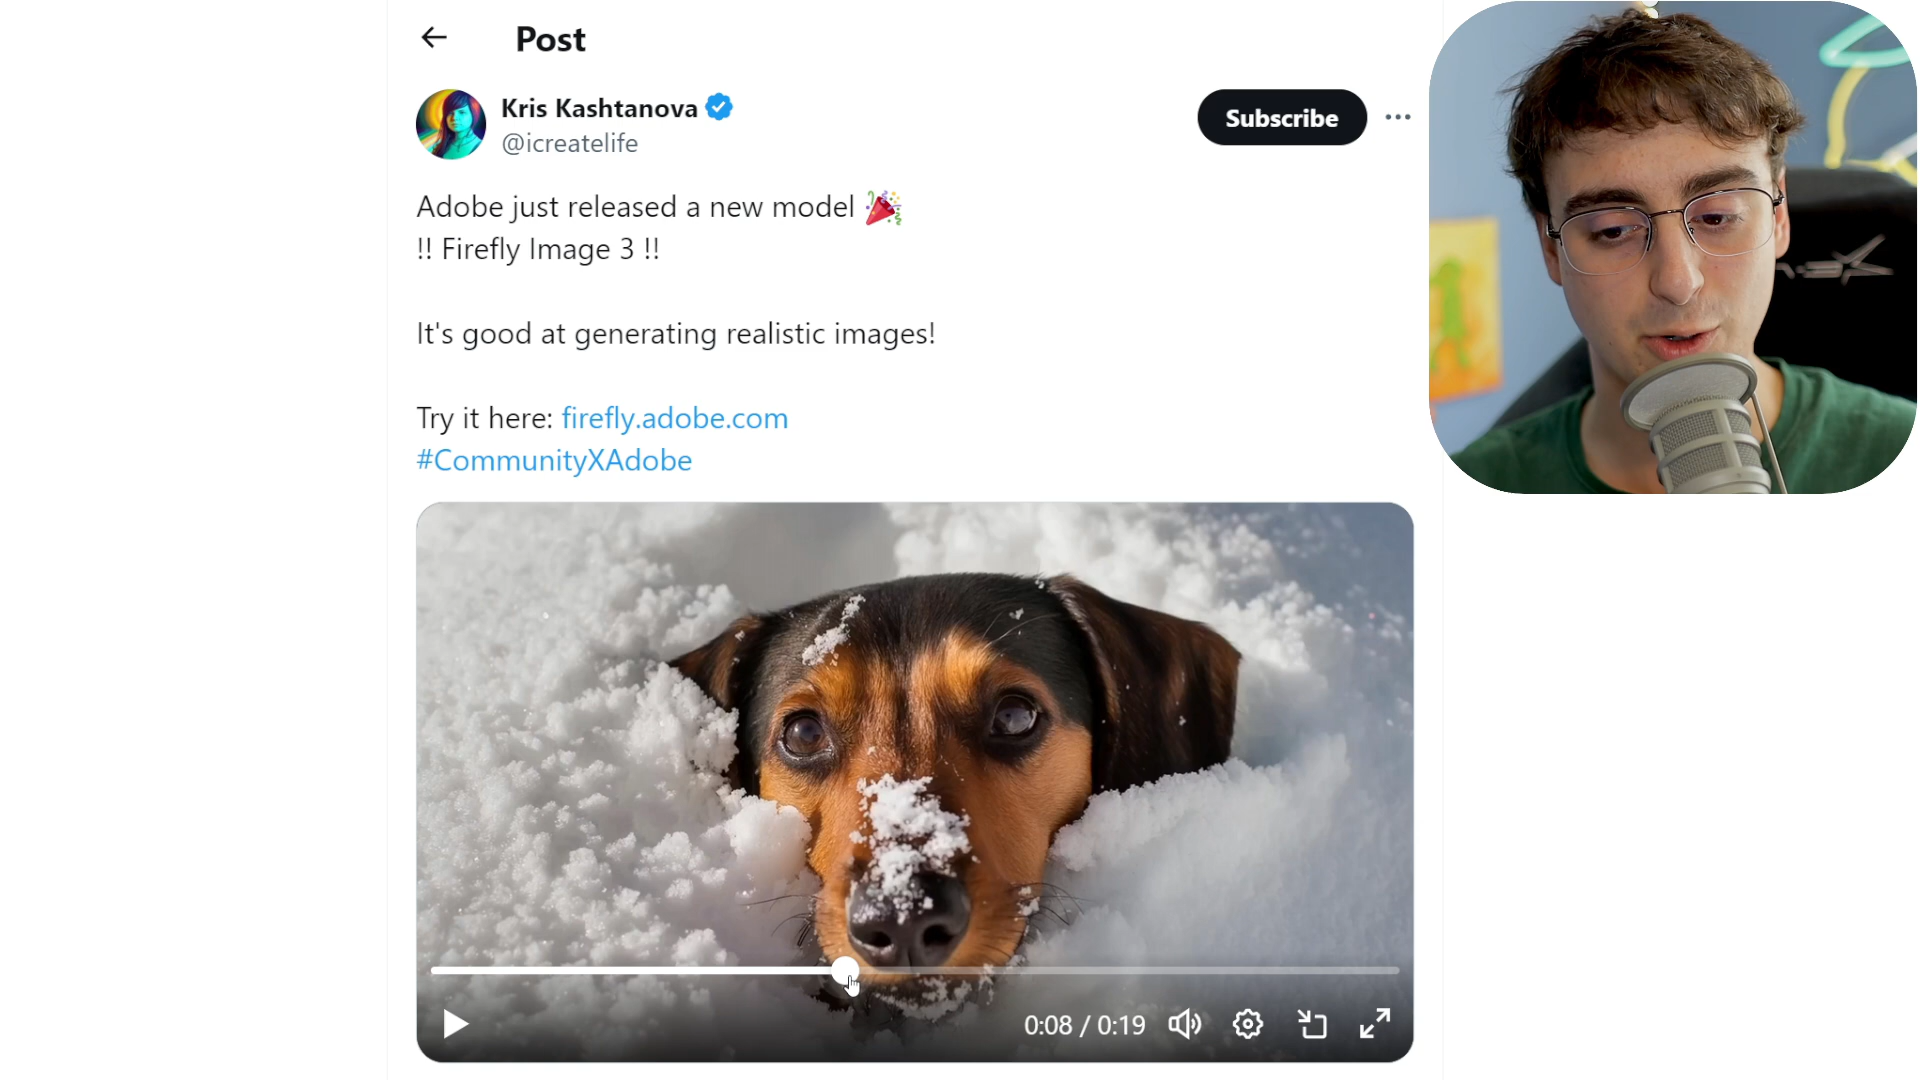 Post
Kris Kashtanova
@icreatelife
Subscribe
Adobe just released a new model 🎉
!! Firefly Image 3 !!
It's good at generating realistic images!
Try it here: firefly.adobe.com
#CommunityXAdobe
0:08 / 0:19